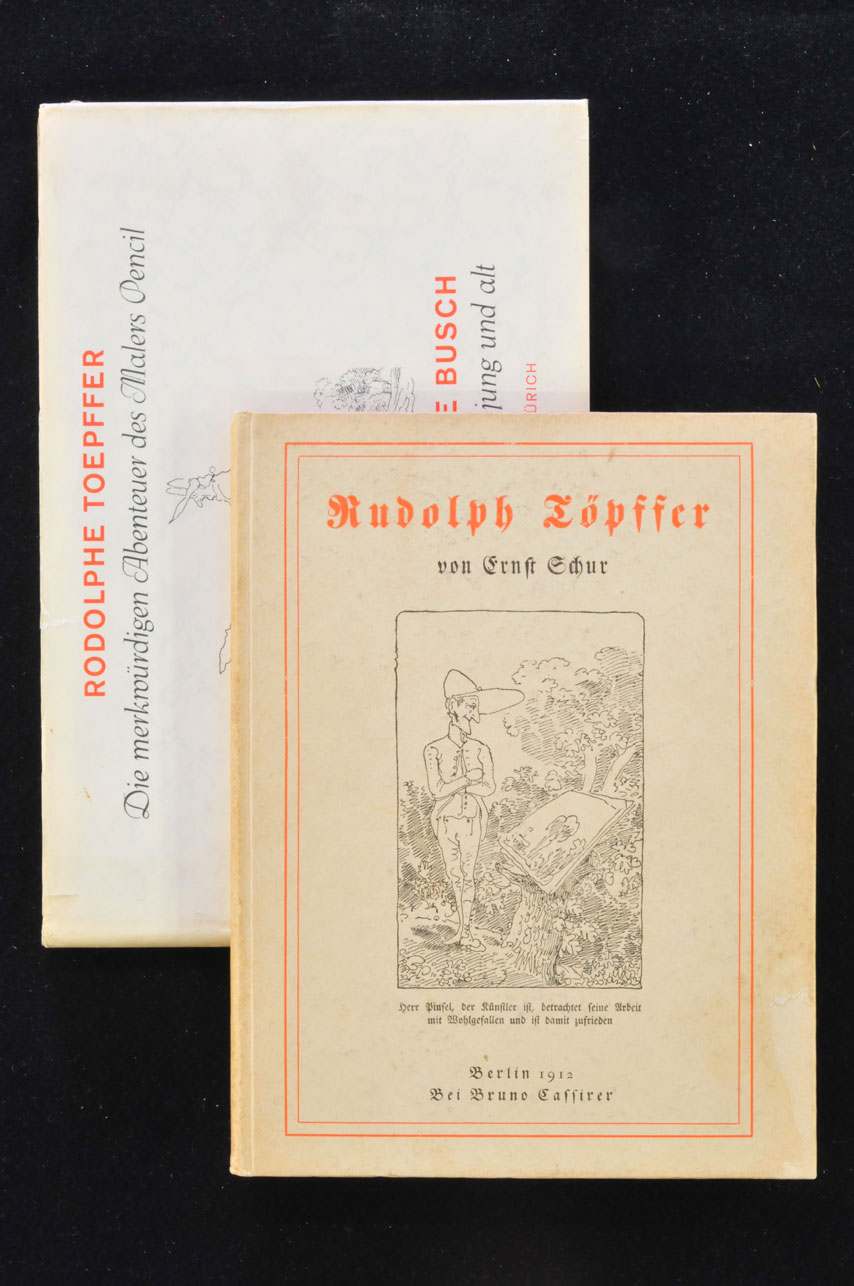 RODOLPHE TOEPFFER
Die merkwürdigen Abenteuer des Malers Pencil
BUSCH
jung und alt
Rudolph Töpffer
von Ernst Schur
Herr Pinsel, der Künstler ist, betrachtet seine Arbeit
mit Wohlgefallen und ist damit zufrieden
Berlin 1912
Bei Bruno Cassirer